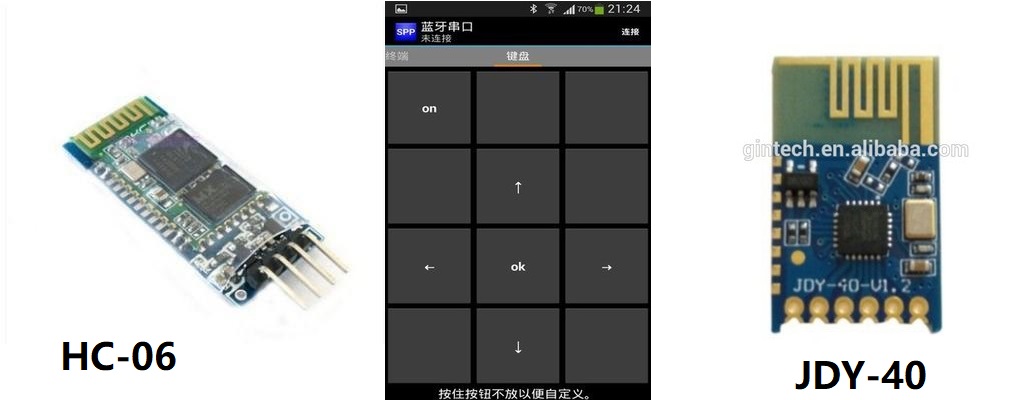 70% 21:24
SPP
蓝牙串口
未连接
连接
终端
键盘
on
↑
← ok →
↓
按住按钮不放以便自定义。
HC-06
gintech.en.alibaba.com
JDY-40-V1.2
JDY-40